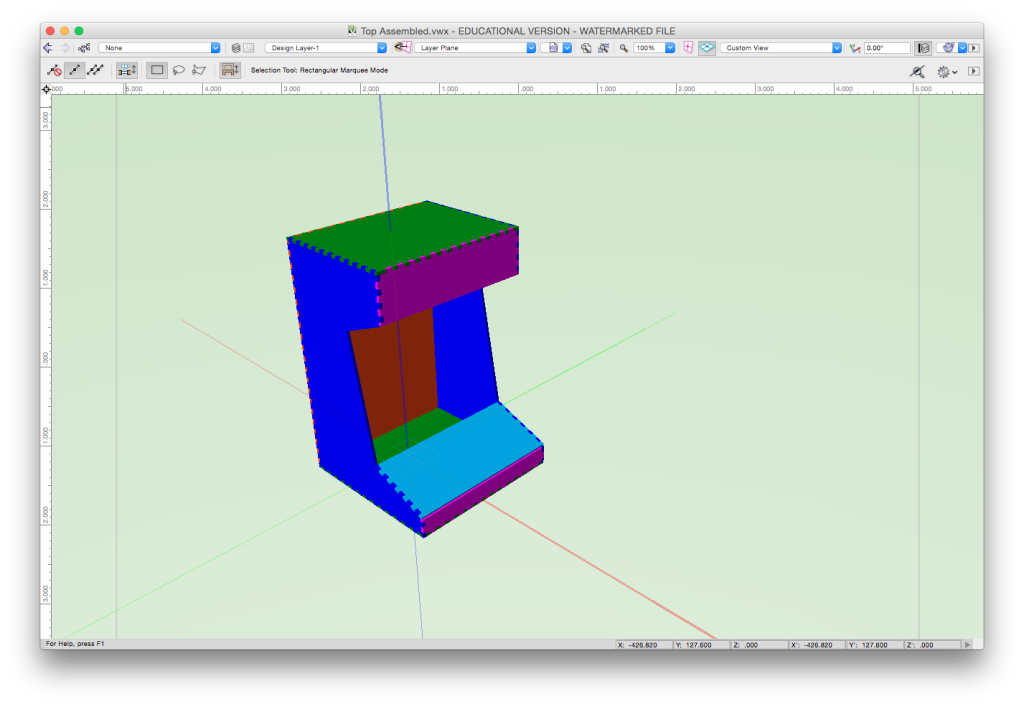 Top Assembled.vwx - EDUCATIONAL VERSION - WATERMARKED FILE
None Design Layer-1 Layer Plane 100% Custom View 0.00°
Selection Tool: Rectangular Marquee Mode
.000 5.000 4.000 3.000 2.000 1.000 .000 1.000 2.000 3.000 4.000 5.000
3.000
2.000
1.000
.000
1.000
2.000
3.000
For Help, press F1 X: -426.820 Y: 127.600 Z: .000 X': -426.820 Y': 127.600 Z': .000